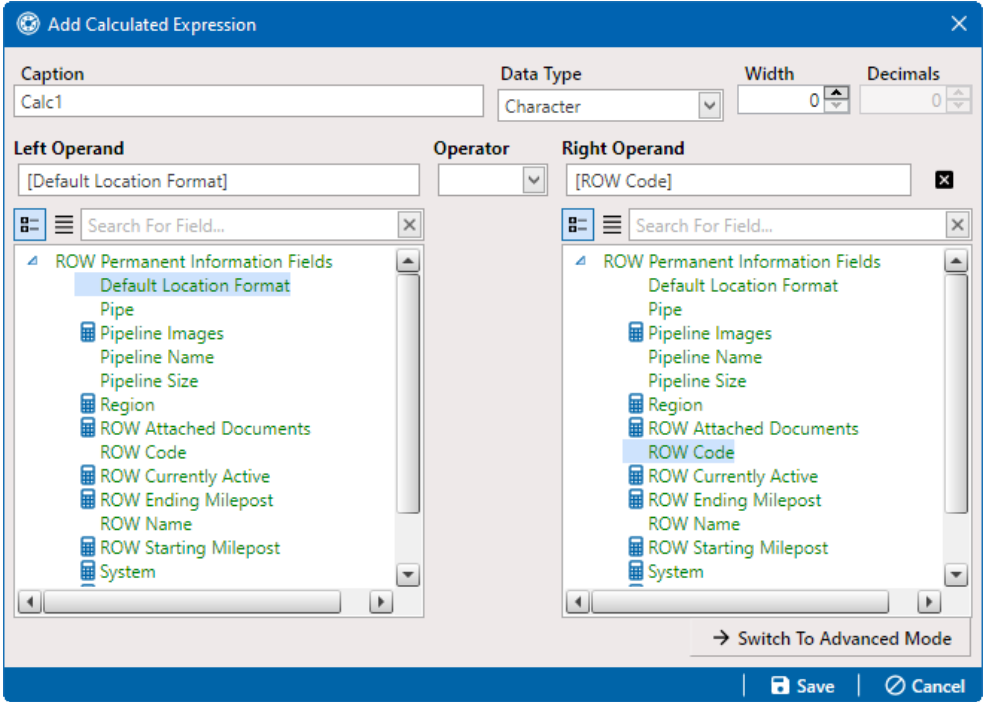 Add Calculated Expression
Caption Data Type Width Decimals
Calc1 Character 0 0
Left Operand Operator Right Operand
[Default Location Format] [ROW Code]
Search For Field... Search For Field...
ROW Permanent Information Fields
Default Location Format
Pipe
Pipeline Images
Pipeline Name
Pipeline Size
Region
ROW Attached Documents
ROW Code
ROW Currently Active
ROW Ending Milepost
ROW Name
ROW Starting Milepost
System
ROW Permanent Information Fields
Default Location Format
Pipe
Pipeline Images
Pipeline Name
Pipeline Size
Region
ROW Attached Documents
ROW Code
ROW Currently Active
ROW Ending Milepost
ROW Name
ROW Starting Milepost
System
Switch To Advanced Mode
Save Cancel